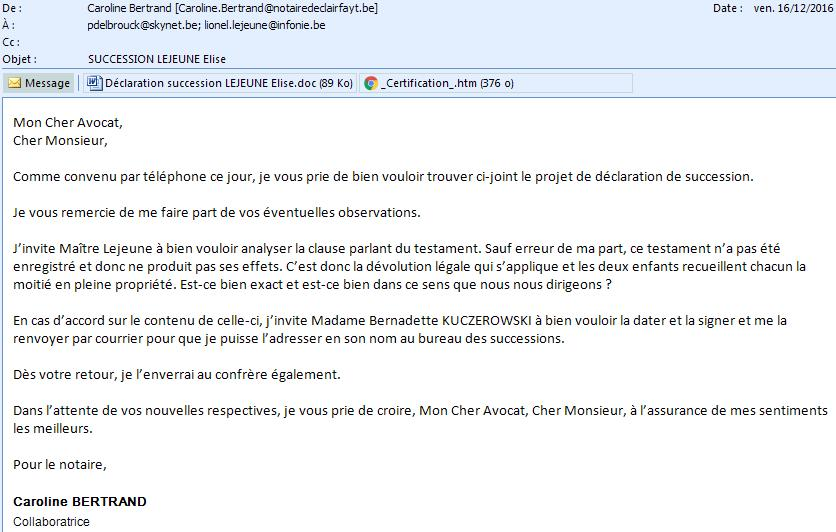 De : Caroline Bertrand [Caroline.Bertrand@notairedeclairfayt.be] Date : ven. 16/12/2016
À : pdelbrouck@skynet.be; lionel.lejeune@infonie.be
Cc :
Objet : SUCCESSION LEJEUNE Elise
Message Déclaration succession LEJEUNE Elise.doc (89 Ko) _Certification_.htm (376 o)
Mon Cher Avocat,
Cher Monsieur,
Comme convenu par téléphone ce jour, je vous prie de bien vouloir trouver ci-joint le projet de déclaration de succession.
Je vous remercie de me faire part de vos éventuelles observations.
J’invite Maître Lejeune à bien vouloir analyser la clause parlant du testament. Sauf erreur de ma part, ce testament n’a pas été
enregistré et donc ne produit pas ses effets. C’est donc la dévolution légale qui s’applique et les deux enfants recueillent chacun la
moitié en pleine propriété. Est-ce bien exact et est-ce bien dans ce sens que nous nous dirigeons ?
En cas d’accord sur le contenu de celle-ci, j’invite Madame Bernadette KUCZEROWSKI à bien vouloir la dater et la signer et me la
renvoyer par courrier pour que je puisse l’adresser en son nom au bureau des successions.
Dès votre retour, je l’enverrai au confrère également.
Dans l’attente de vos nouvelles respectives, je vous prie de croire, Mon Cher Avocat, Cher Monsieur, à l’assurance de mes sentiments
les meilleurs.
Pour le notaire,
Caroline BERTRAND
Collaboratrice